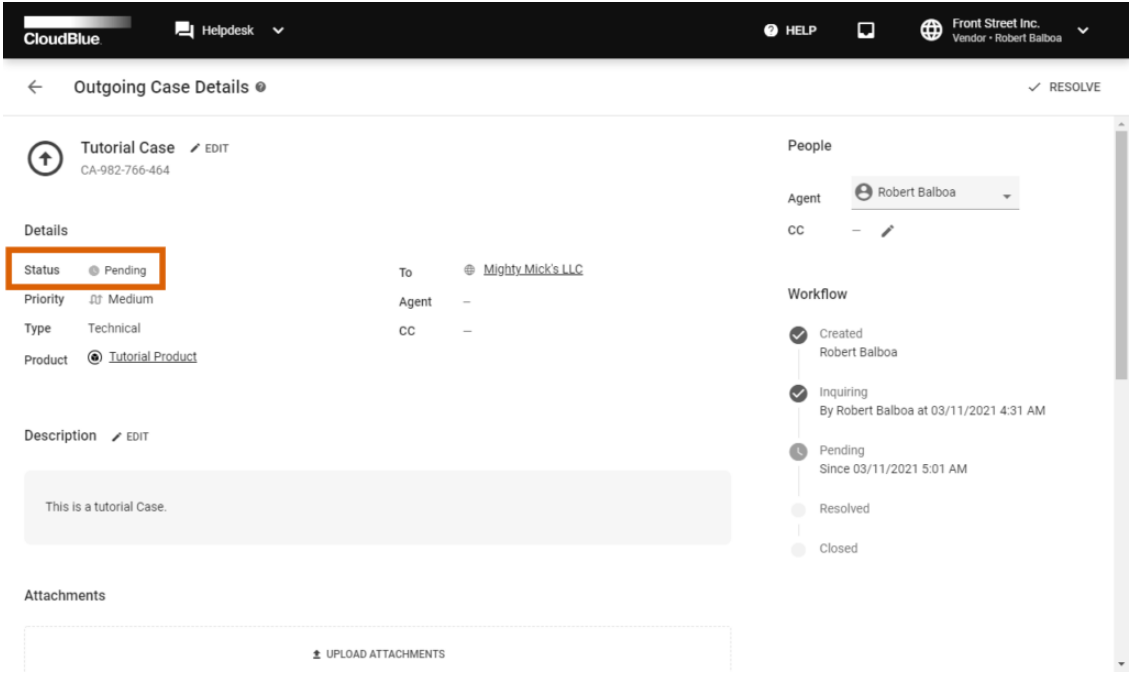 CloudBlue.
Helpdesk
HELP
Front Street Inc.
Vendor • Robert Balboa
Outgoing Case Details
RESOLVE
Tutorial Case
EDIT
CA-982-766-464
Details
Status
Pending
Priority
Medium
Type
Technical
Product
Tutorial Product
To
Mighty Mick's LLC
Agent
–
CC
–
Description
EDIT
This is a tutorial Case.
Attachments
UPLOAD ATTACHMENTS
People
Agent
Robert Balboa
CC
–
Workflow
Created
Robert Balboa
Inquiring
By Robert Balboa at 03/11/2021 4:31 AM
Pending
Since 03/11/2021 5:01 AM
Resolved
Closed